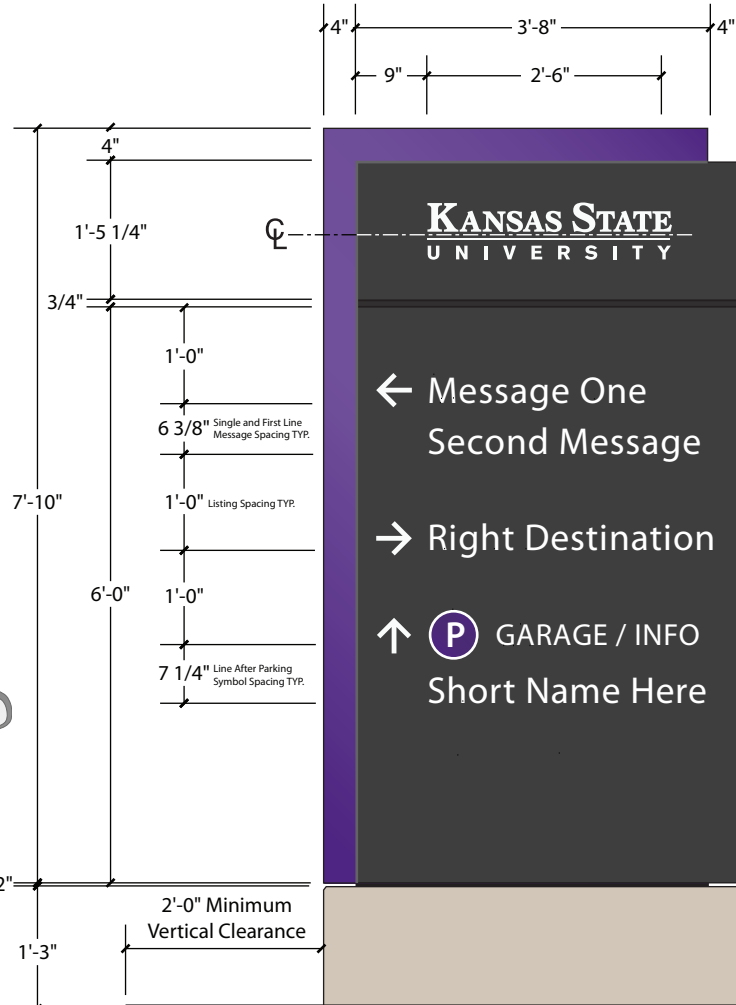 4" 3'-8" 4"
9" 2'-6"
4"
1'-5 1/4"
℄
KANSAS STATE
UNIVERSITY
3/4"
1'-0"
6 3/8" Single and First Line
Message Spacing TYP.
← Message One
Second Message
7'-10"
1'-0" Listing Spacing TYP.
→ Right Destination
6'-0"
1'-0"
↑ P GARAGE / INFO
7 1/4" Line After Parking
Symbol Spacing TYP.
Short Name Here
2'-0" Minimum
Vertical Clearance
1'-3"